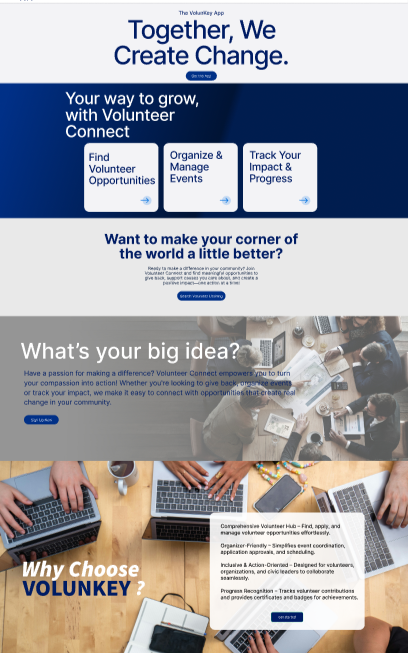 The VolunKey App
Together, We
Create Change.
Your way to grow,
with Volunteer
Connect
Find
Volunteer
Opportunities
Organize &
Manage
Events
Track Your
Impact &
Progress
Want to make your corner of
the world a little better?
Ready to make a difference in your community? Join
Volunteer Connect and find meaningful opportunities to
give back, support causes you care about, and create a
positive impact—one action at a time!
What's your big idea?
Have a passion for making a difference? Volunteer Connect empowers you to turn
your compassion into action! Whether you're looking to give back, organize events,
or track your impact, we make it easy to connect with opportunities that create real
change in your community.
Sign Up Now
Why Choose
VOLUNKEY ?
Comprehensive Volunteer Hub – Find, apply, and
manage volunteer opportunities effortlessly.
Organizer-Friendly – Simplifies event coordination,
application approvals, and scheduling.
Inclusive & Action-Oriented – Designed for volunteers,
organizations, and civic leaders to collaborate
seamlessly.
Progress Recognition – Tracks volunteer contributions
and provides certificates and badges for achievements.